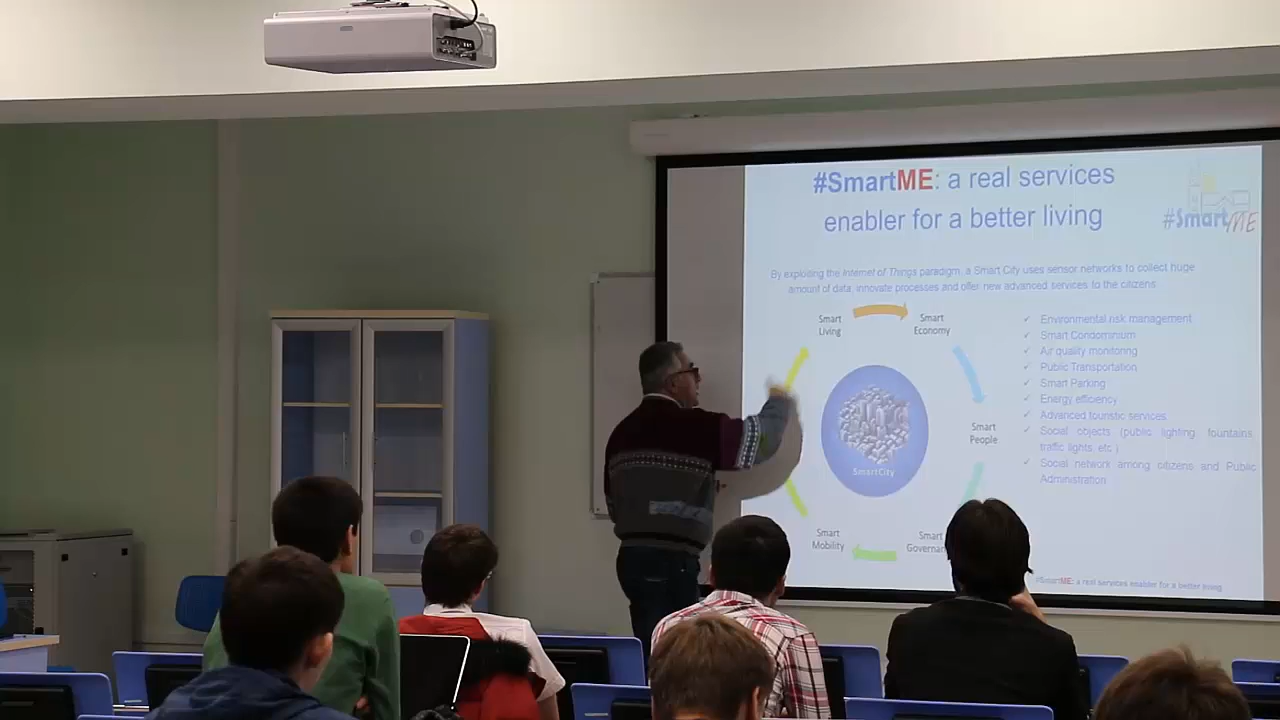 #SmartME: a real services
enabler for a better living
#SmartME
By exploiting the Internet of Things paradigm, a Smart City uses sensor networks to collect huge
amount of data, innovate processes and offer new advanced services to the citizens:
Smart
Living
Smart
Economy
Smart
People
Smart
Governan
Smart
Mobility
SmartCity
✓ Environmental risk management
✓ Smart Condominium
✓ Air quality monitoring
✓ Public Transportation
✓ Smart Parking
✓ Energy efficiency
✓ Advanced touristic services
✓ Social objects (public lighting fountains,
traffic lights, etc.)
✓ Social network among citizens and Public
Administration
#SmartME: a real services enabler for a better living